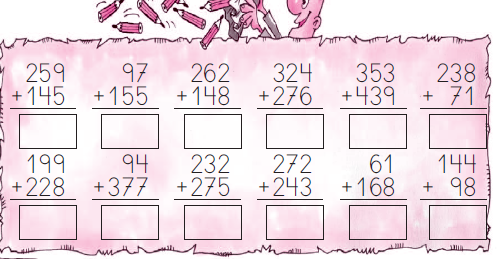 259 97 262 324 353 238
+145 +155 +148 +276 +439 + 71
199 94 232 272 61 144
+228 +377 +275 +243 +168 + 98